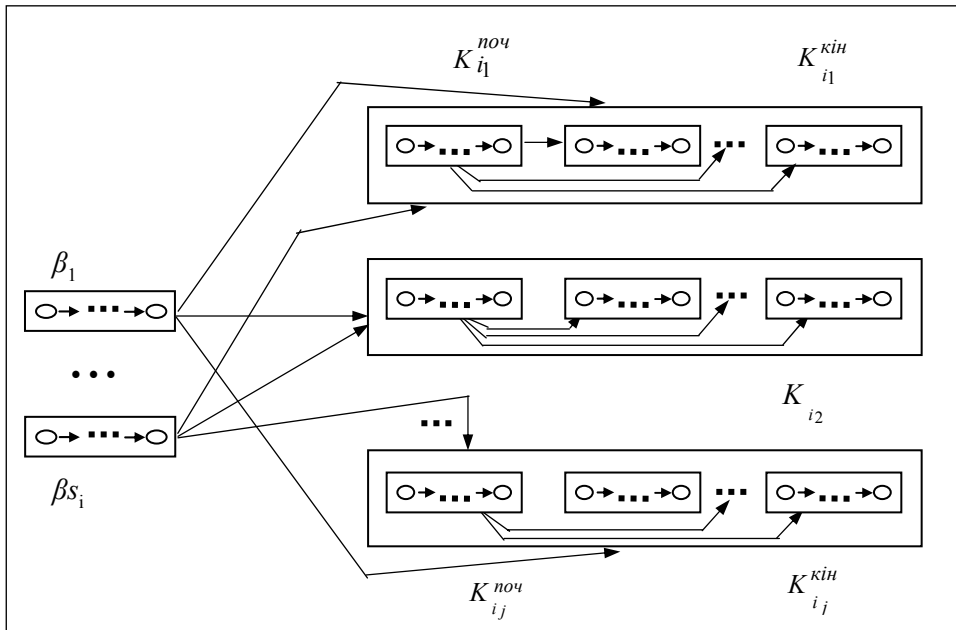 K_{i1}^{поч} K_{i1}^{кін}
β_1
K_{i2}
βs_i
K_{ij}^{поч} K_{ij}^{кін}